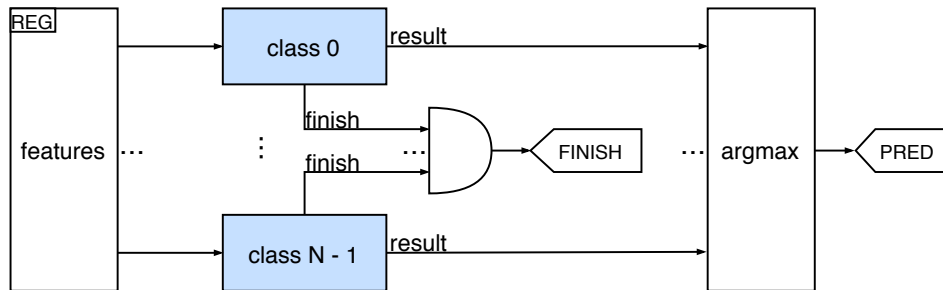 REG
class 0
result
finish
features
...
...
...
FINISH
...
argmax
PRED
finish
class N - 1
result